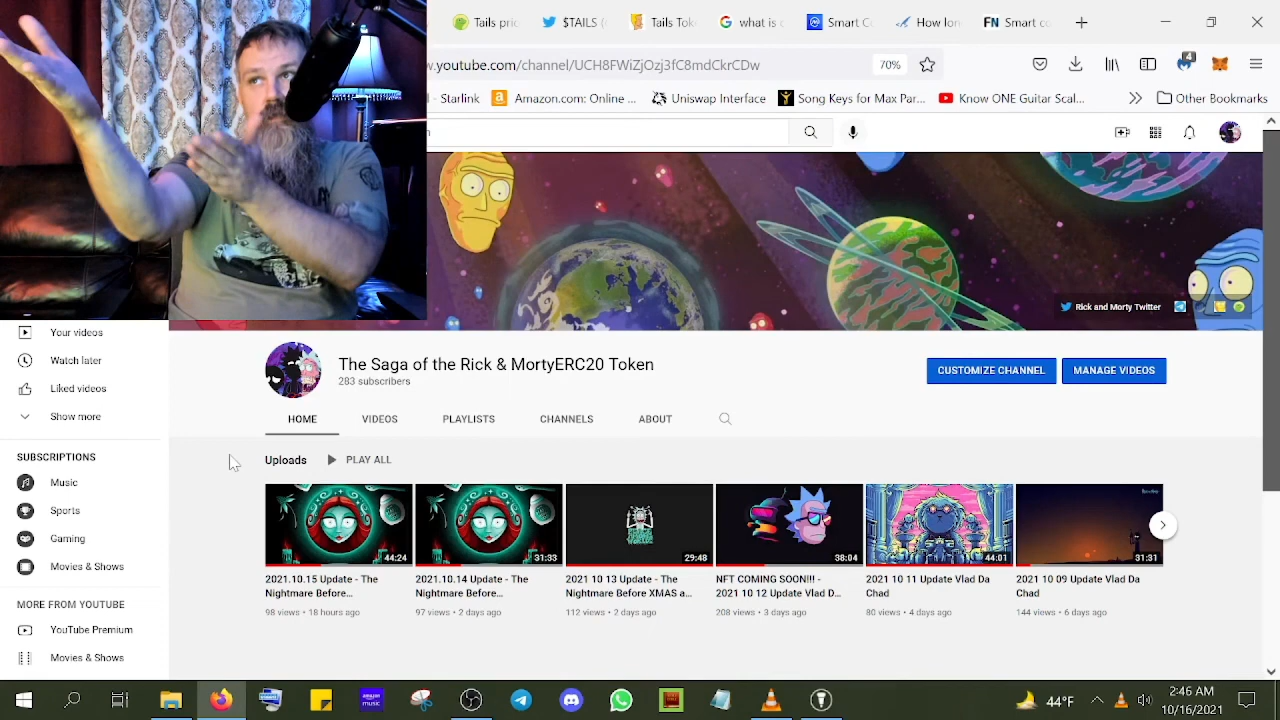 Tails pric
$TAILS (
Tails Tok
what is c
Smart C
How lon
FN Smart c
w.youtube.com/channel/UCH8FWiZjOzj3fC8mdCkrCDw
70%
- Starlink
Amazon.com: Online ...
Uniswap Interface
Song Keys for Max Par...
Know ONE Guitar Scal...
Other Bookmarks
Rick and Morty Twitter
Your videos
Watch later
Liked videos
Show more
SUBSCRIPTIONS
Music
Sports
Gaming
Movies & Shows
MORE FROM YOUTUBE
YouTube Premium
Movies & Shows
The Saga of the Rick & MortyERC20 Token
283 subscribers
CUSTOMIZE CHANNEL
MANAGE VIDEOS
HOME
VIDEOS
PLAYLISTS
CHANNELS
ABOUT
Uploads
PLAY ALL
44:24
31:33
29:48
38:04
44:01
31:31
2021.10.15 Update - The
Nightmare Before...
98 views • 18 hours ago
2021.10.14 Update - The
Nightmare Before...
97 views • 2 days ago
2021 10 13 Update - The
Nightmare Before XMAS a...
112 views • 2 days ago
NFT COMING SOON!!! -
2021 10 12 Update Vlad D...
208 views • 3 days ago
2021 10 11 Update Vlad Da
Chad
80 views • 4 days ago
2021 10 09 Update Vlad Da
Chad
144 views • 6 days ago
amazon
music
44°F
2:46 AM
10/16/2021